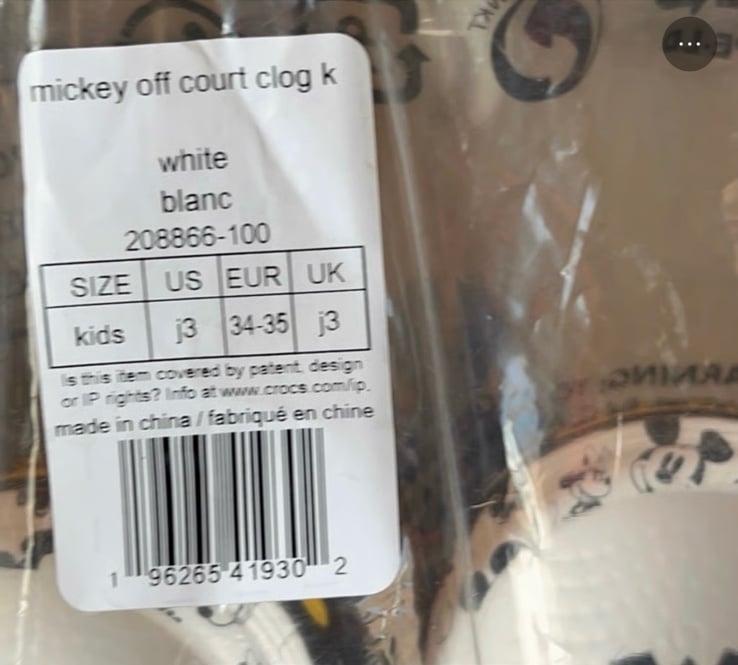 mickey off court clog k
white
blanc
208866-100
SIZE US EUR UK
kids j3 34-35 j3
Is this item covered by patent, design
or IP rights? Info at www.crocs.com/ip.
made in china / fabriqué en chine
1 96265 41930 2